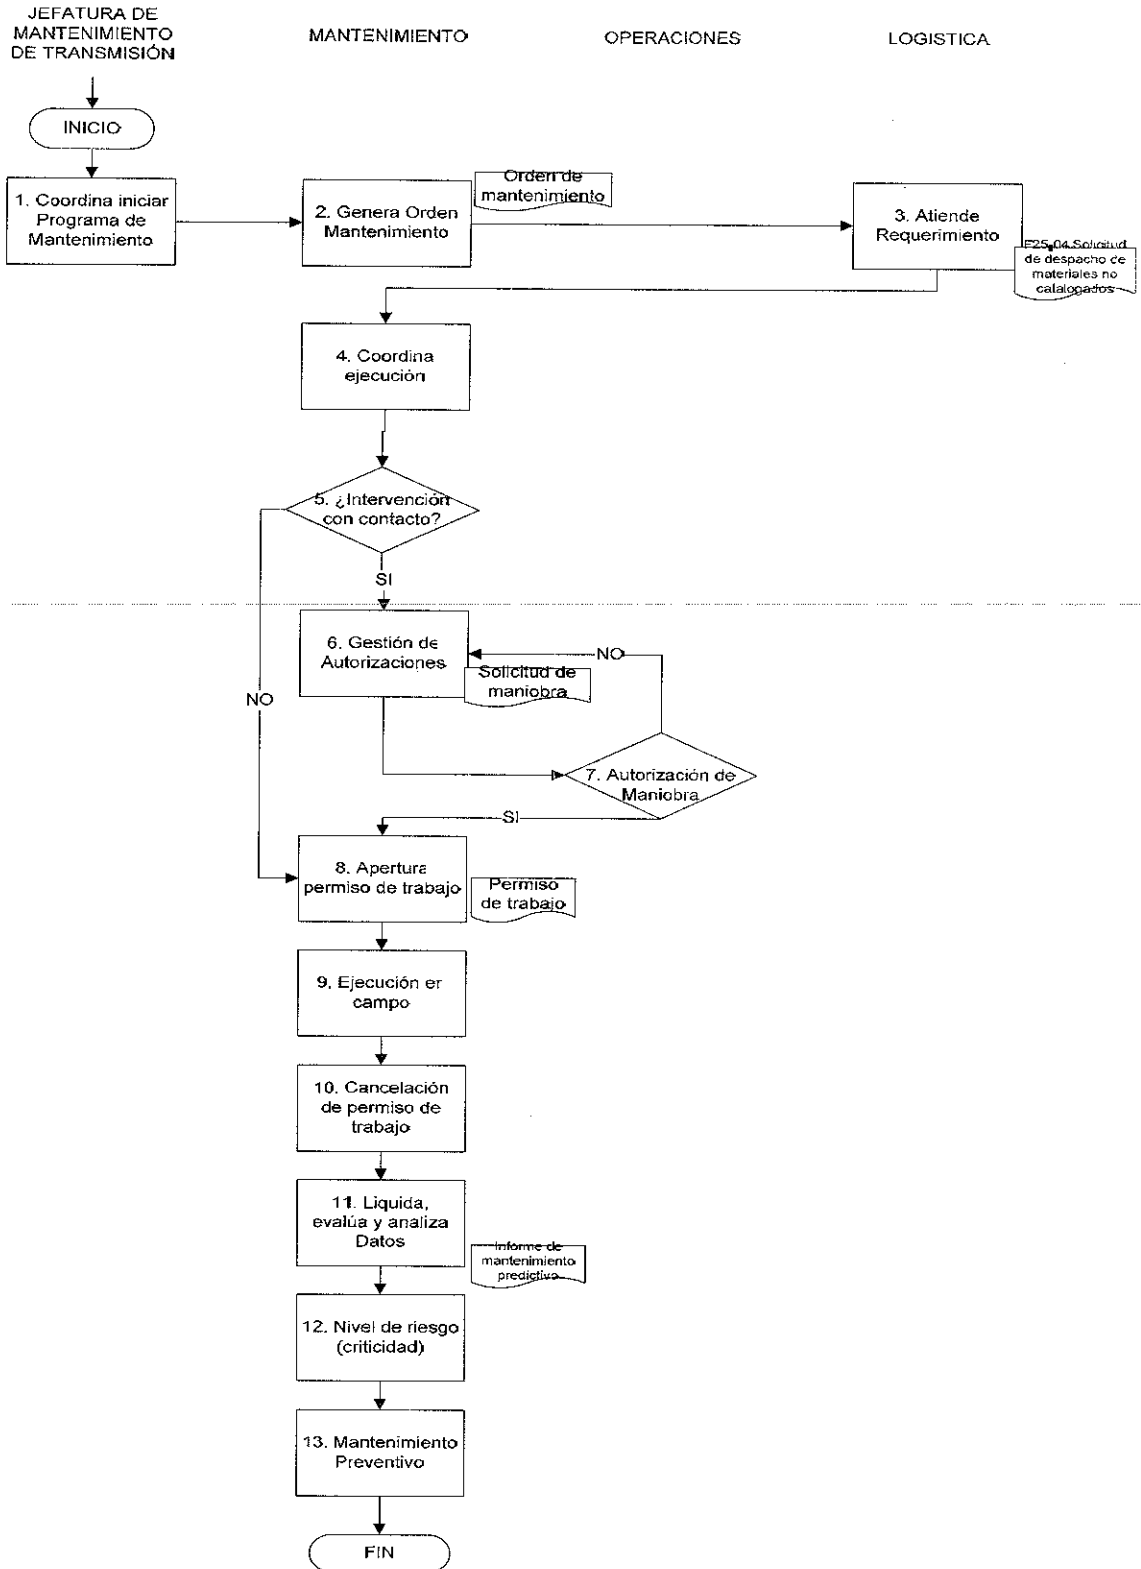 JEFATURA DE
MANTENIMIENTO
DE TRANSMISIÓN
MANTENIMIENTO
OPERACIONES
LOGISTICA
INICIO
1. Coordina iniciar
Programa de
Mantenimiento
2. Genera Orden
Mantenimiento
Orden de
mantenimiento
3. Atiende
Requerimiento
F25-04 Solicitud
de despacho de
materiales no
catalogados
4. Coordina
ejecución
5. ¿Intervención
con contacto?
SI
6. Gestión de
Autorizaciones
NO
Solicitud de
maniobra
NO
7. Autorización de
Maniobra
SI
8. Apertura
permiso de trabajo
Permiso
de trabajo
9. Ejecución er
campo
10. Cancelación
de permiso de
trabajo
11. Liquida,
evalúa y analiza
Datos
Informe de
mantenimiento
predictivo
12. Nivel de riesgo
(criticidad)
13. Mantenimiento
Preventivo
FIN